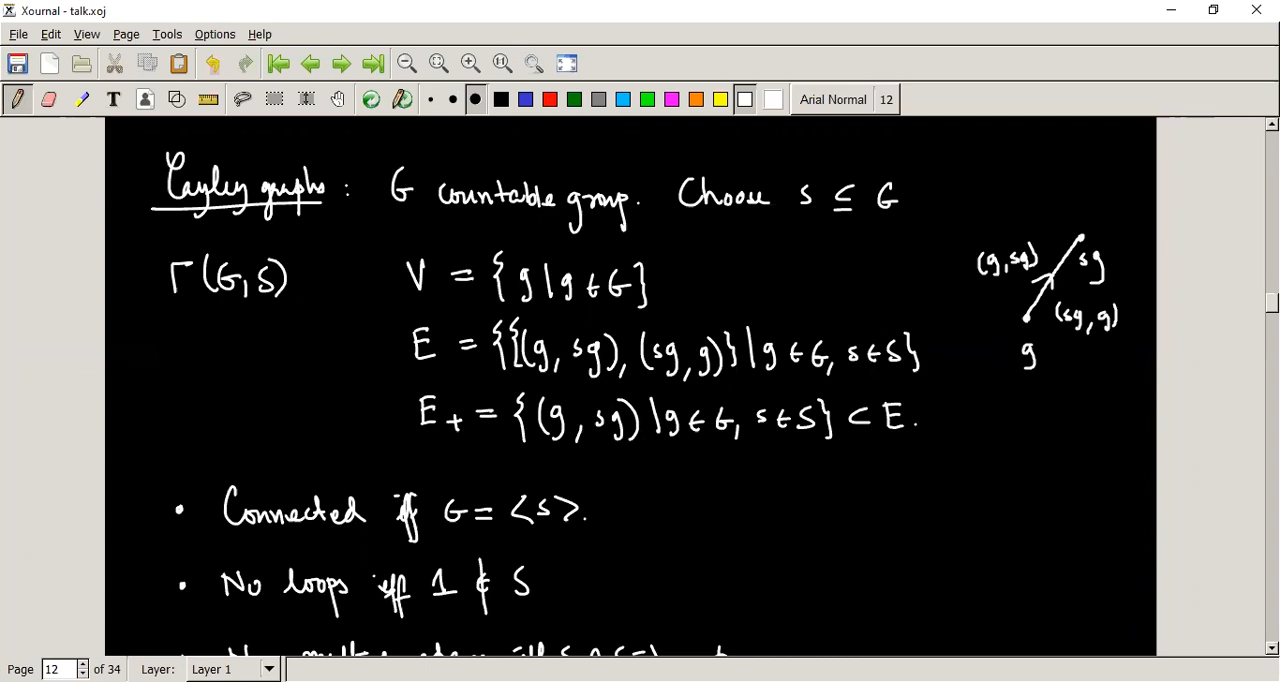 Xournal - talk.xoj
File Edit View Page Tools Options Help
T
Arial Normal 12
Cayley graphs : G countable group. Choose S ⊆ G
Γ(G, S) V = {g | g ∈ G}
E = {{(g, sg), (sg, g)} | g ∈ G, s ∈ S}
E+ = {(g, sg) | g ∈ G, s ∈ S} ⊂ E.
(g, sg) sg
(sg, g)
g
• Connected if G = <S>.
• No loops iff 1 ∉ S
Page 12 of 34 Layer: Layer 1